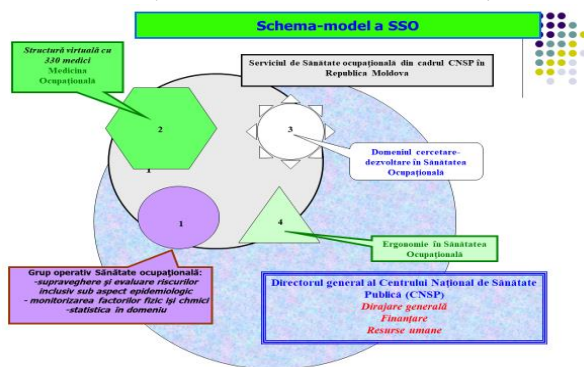 Schema-model a SSO
Structură virtuală cu
330 medici
Medicina
Ocupațională
Serviciul de Sănătate ocupațională din cadrul CNSP în
Republica Moldova
2
3
1
Domeniul cercetare-
dezvoltare în Sănătatea
Ocupațională
1
4
Ergonomie în Sănătatea
Ocupațională
Grup operativ Sănătate ocupațională:
-supraveghere și evaluare riscurilor
inclusiv sub aspect epidemiologic
- monitorizarea factorilor fizic iși chmici
-statistica în domeniu
Directorul general al Centrului Național de Sănătate
Publică (CNSP)
Dirajare generală
Finanțare
Resurse umane